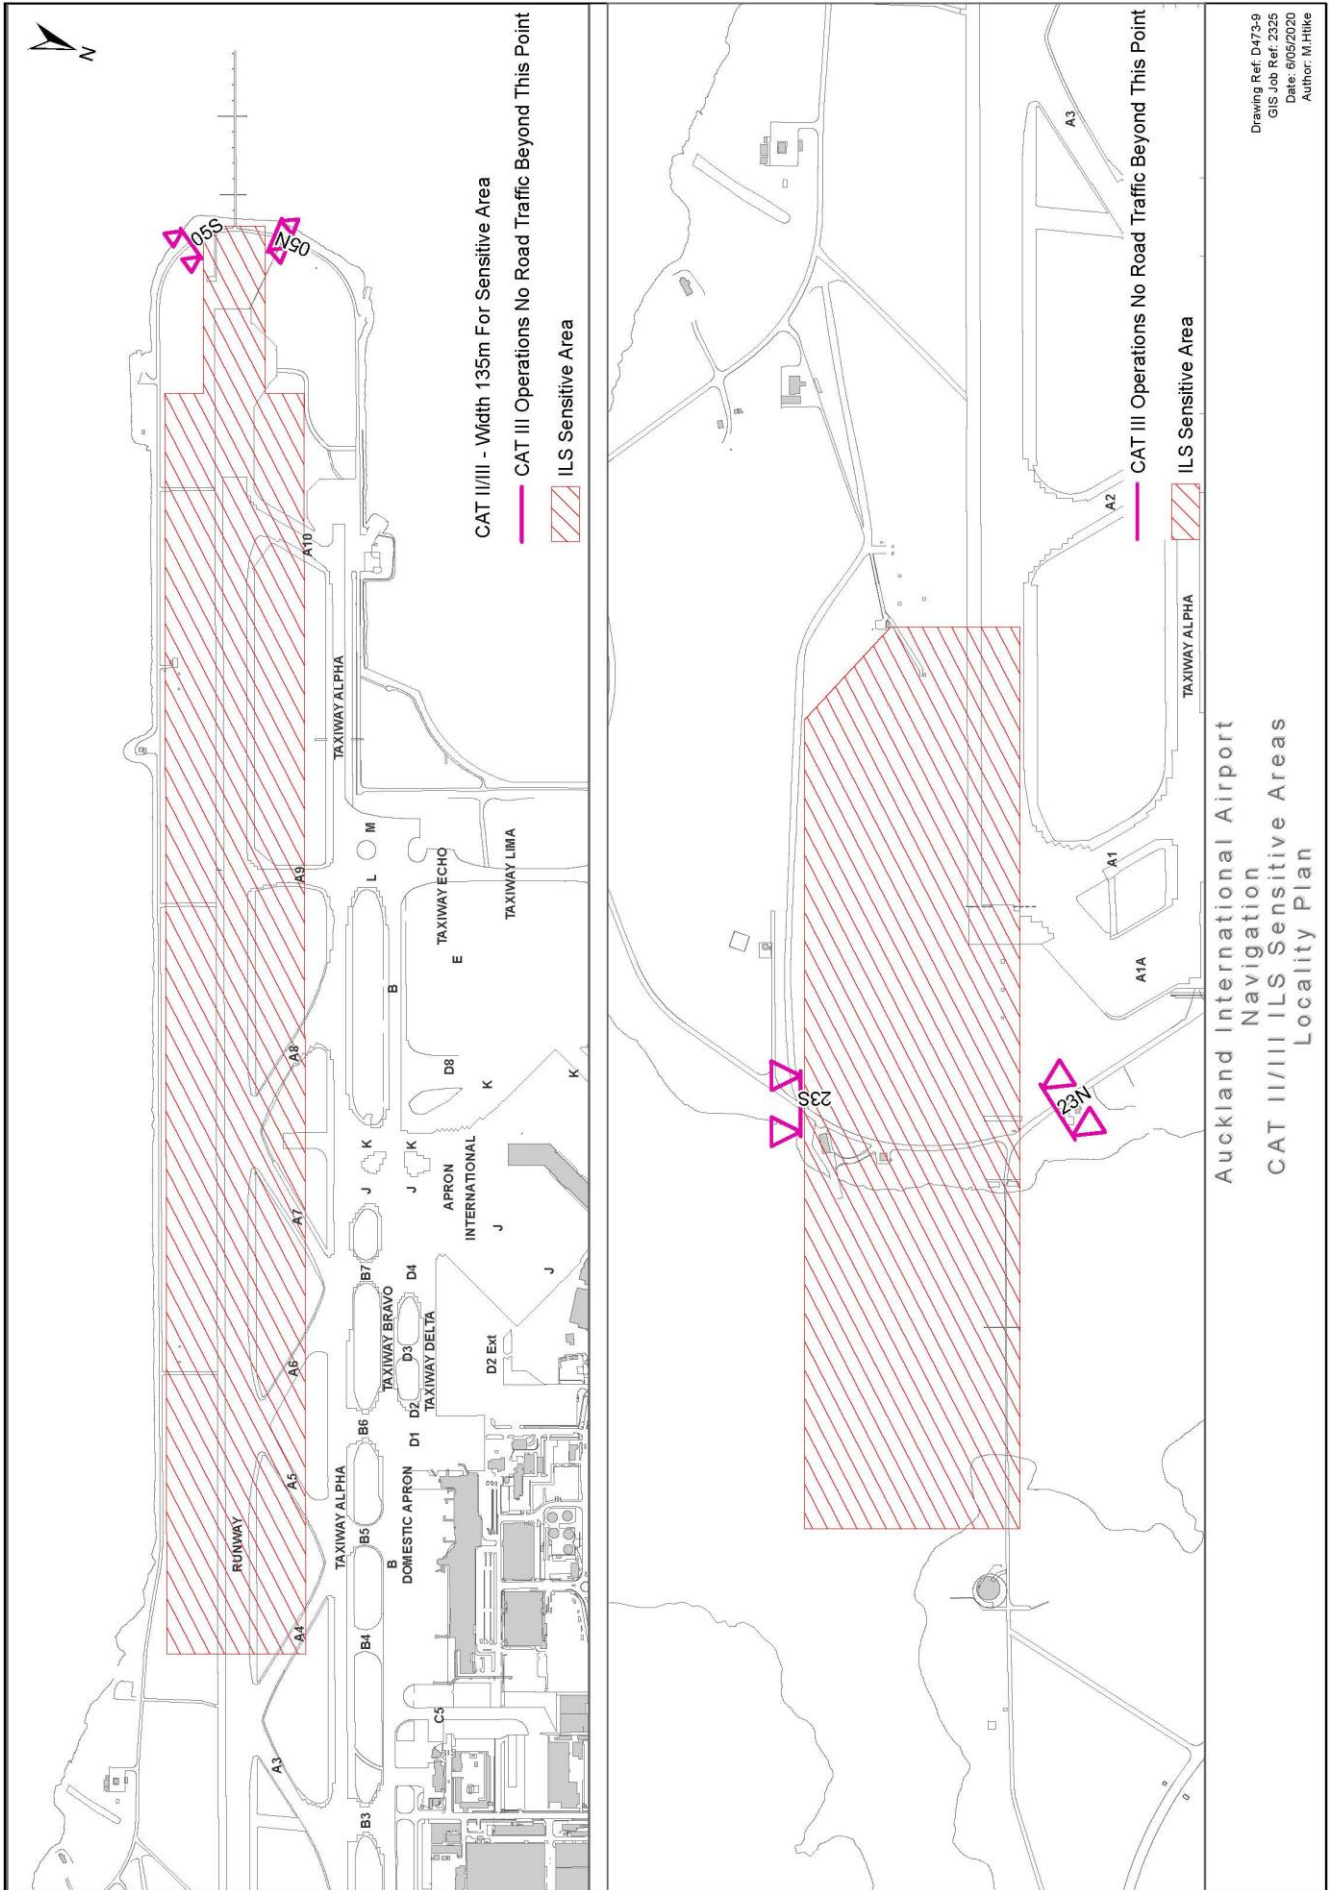 N
05S
05N
CAT II/III - Width 135m For Sensitive Area
CAT III Operations No Road Traffic Beyond This Point
ILS Sensitive Area
RUNWAY
A3
A4
A5
A6
A7
A8
A9
A10
TAXIWAY ALPHA
TAXIWAY ALPHA
B3
B4
B5
B6
B7
J
K
L
M
B
B
TAXIWAY BRAVO
DOMESTIC APRON
C5
D1
D2
D3
D4
J
K
TAXIWAY DELTA
D2 Ext
INTERNATIONAL
APRON
J
J
K
K
D8
E
TAXIWAY ECHO
TAXIWAY LIMA
23S
23N
A1A
A1
A2
A3
TAXIWAY ALPHA
CAT III Operations No Road Traffic Beyond This Point
ILS Sensitive Area
Auckland International Airport
Navigation
CAT II/III ILS Sensitive Areas
Locality Plan
Drawing Ref: D473-9
GIS Job Ref: 2325
Date: 6/05/2020
Author: M.Htike